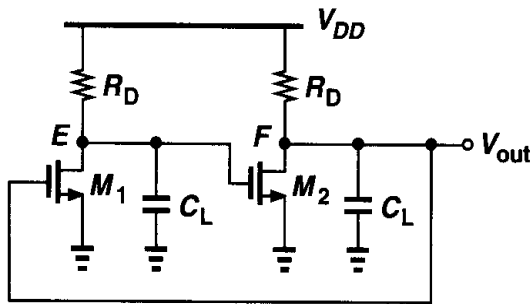 V_DD
R_D R_D
E F
V_out
M_1 M_2
C_L C_L